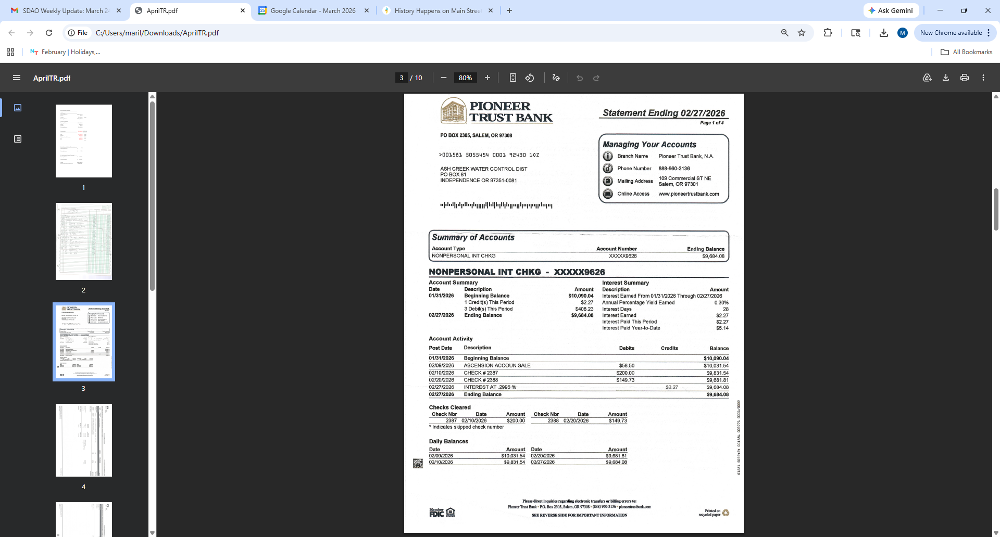 SDAO Weekly Update: March 24
AprilTR.pdf
Google Calendar - March 2026
History Happens on Main Stree
Ask Gemini
File
C:/Users/maril/Downloads/AprilTR.pdf
M
New Chrome available
February | Holidays,...
All Bookmarks
AprilTR.pdf
3 / 10
80%
1
2
3
4
PIONEER
TRUST BANK
PO BOX 2305, SALEM, OR 97308
Statement Ending 02/27/2026
Page 1 of 4
>001581 5055454 0001 92430 10Z
ASH CREEK WATER CONTROL DIST
PO BOX 81
INDEPENDENCE OR 97351-0081
Managing Your Accounts
Branch Name Pioneer Trust Bank, N.A.
Phone Number 888-960-3136
Mailing Address 109 Commercial ST NE
Salem, OR 97301
Online Access www.pioneertrustbank.com
Summary of Accounts
Account Type Account Number Ending Balance
NONPERSONAL INT CHKG XXXXX9626 $9,684.08
NONPERSONAL INT CHKG - XXXXX9626
Account Summary
Date Description Amount
01/31/2026 Beginning Balance $10,090.04
1 Credit(s) This Period $2.27
3 Debit(s) This Period $408.23
02/27/2026 Ending Balance $9,684.08
Interest Summary
Description Amount
Interest Earned From 01/31/2026 Through 02/27/2026
Annual Percentage Yield Earned 0.30%
Interest Days 28
Interest Earned $2.27
Interest Paid This Period $2.27
Interest Paid Year-to-Date $5.14
Account Activity
Post Date Description Debits Credits Balance
01/31/2026 Beginning Balance $10,090.04
02/09/2026 ASCENSION ACCOUN SALE $58.50 $10,031.54
02/10/2026 CHECK # 2387 $200.00 $9,831.54
02/20/2026 CHECK # 2388 $149.73 $9,681.81
02/27/2026 INTEREST AT .2995 % $2.27 $9,684.08
02/27/2026 Ending Balance $9,684.08
Checks Cleared
Check Nbr Date Amount Check Nbr Date Amount
2387 02/10/2026 $200.00 2388 02/20/2026 $149.73
* Indicates skipped check number
Daily Balances
Date Amount Date Amount
02/09/2026 $10,031.54 02/20/2026 $9,681.81
02/10/2026 $9,831.54 02/27/2026 $9,684.08
01581 5055454 001886 003771 0001/0002
Please direct inquiries regarding electronic transfers or billing errors to:
Pioneer Trust Bank • P.O. Box 2305, Salem, OR 97308 • (888) 960-3136 • pioneertrustbank.com
SEE REVERSE SIDE FOR IMPORTANT INFORMATION
Member
FDIC
Printed on
recycled paper